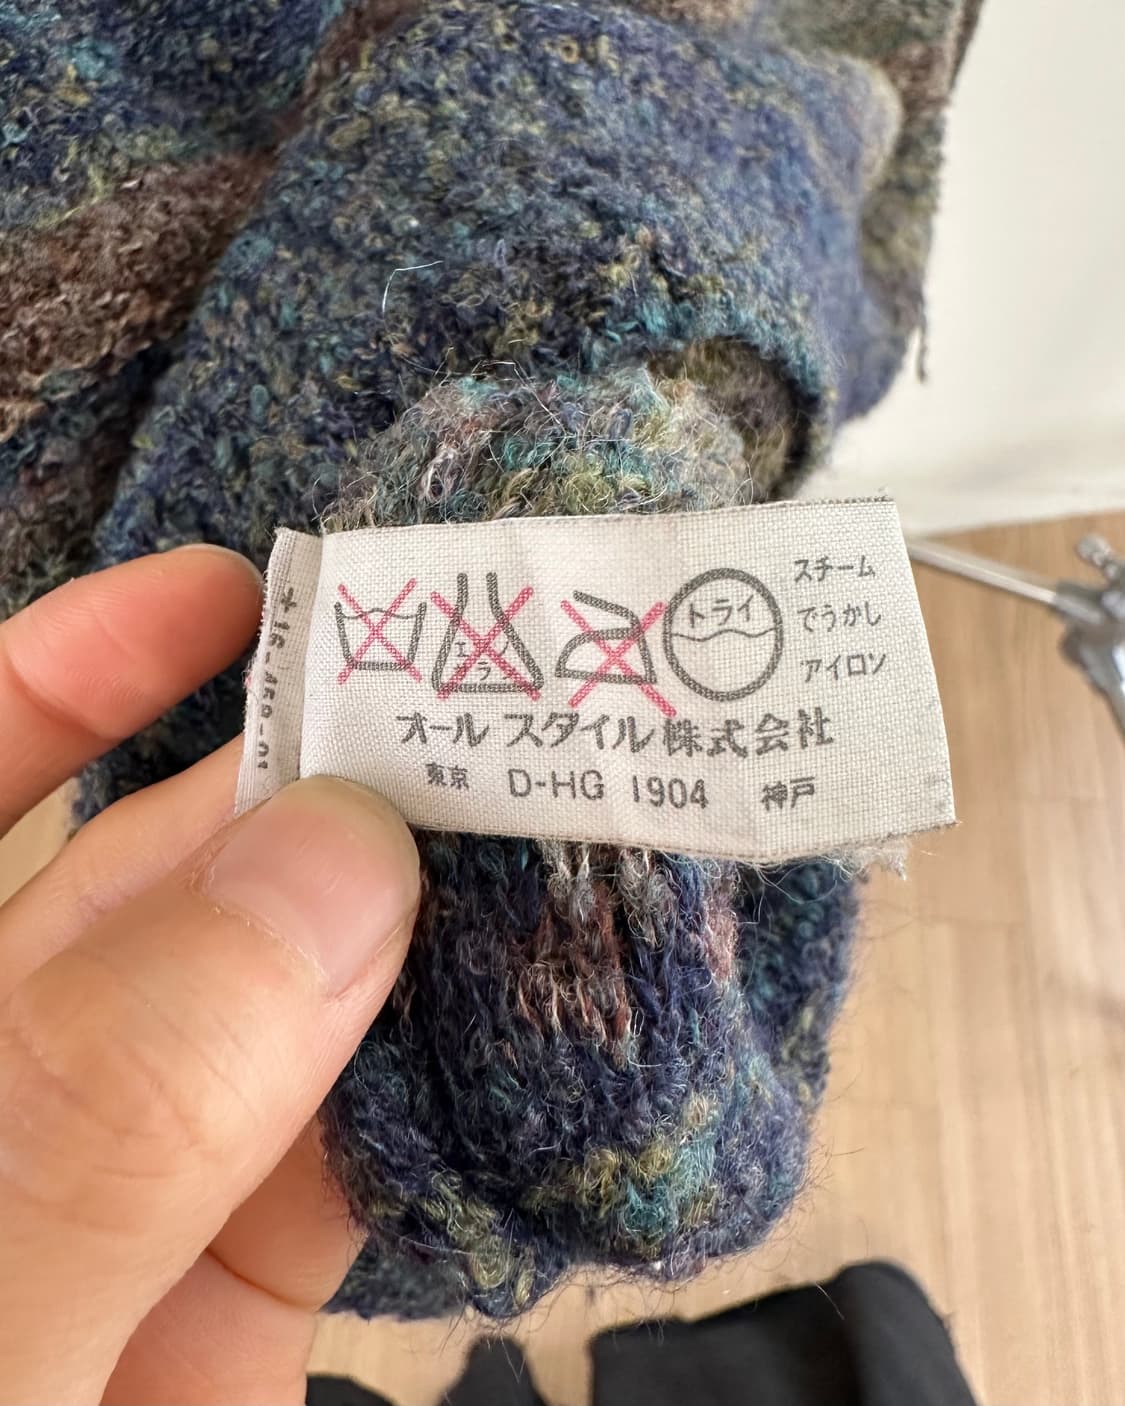 エンソ
ラ
ドライ
スチーム
でうかし
アイロン
オールスタイル株式会社
東京 D-HG 1904 神戸